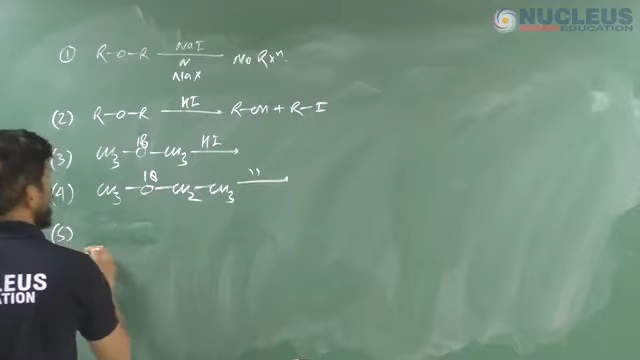 NUCLEUS
EDUCATION
(1) R-O-R NaI No Rxⁿ.
or
NaX
(2) R-O-R HI R-OH + R-I
(3) CH₃-O-CH₃ HI
18
(4) CH₃-O-CH₂-CH₃ "
18
(5)
LEUS
ATION